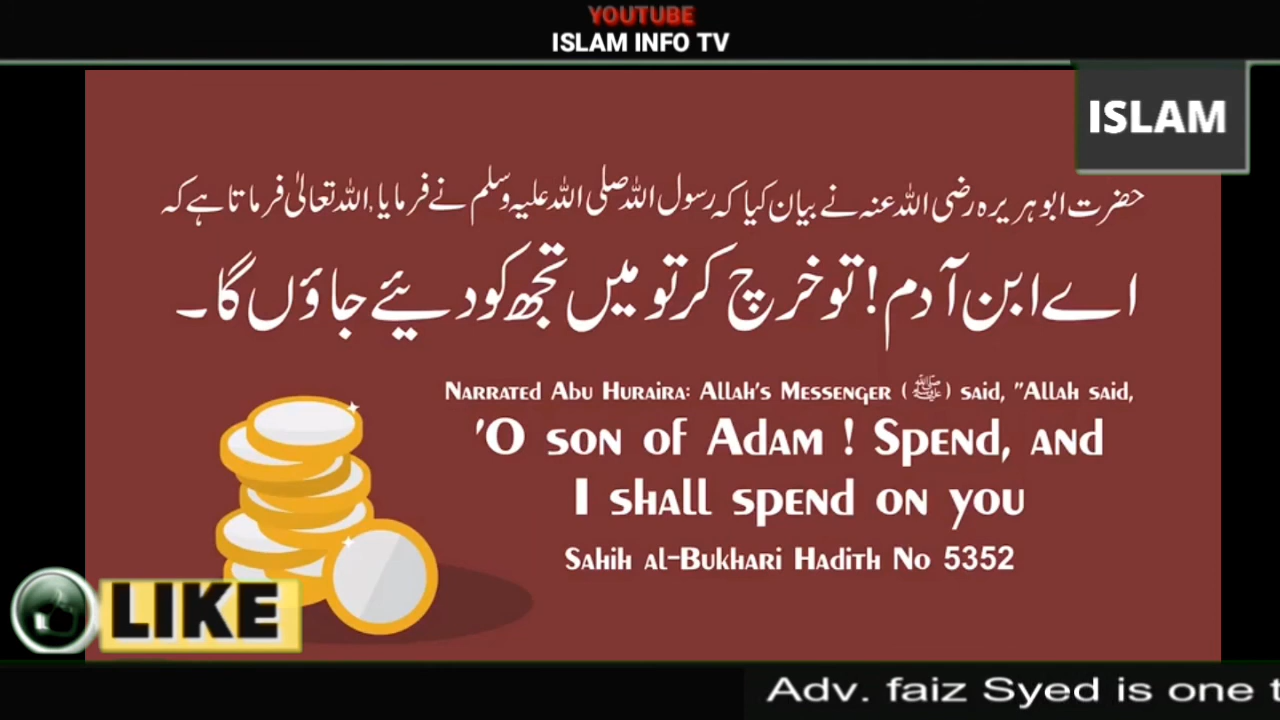 YOUTUBE
ISLAM INFO TV
ISLAM
حضرت ابو ہریرہ رضی اللہ عنہ نے بیان کیا کہ رسول اللہ صلی اللہ علیہ وسلم نے فرمایا، اللہ تعالیٰ فرماتا ہے کہ
اے ابن آدم! تو خرچ کر تو میں تجھ کو دیئے جاؤں گا۔
Narrated Abu Huraira: Allah's Messenger (ﷺ) said, "Allah said,
'O son of Adam ! Spend, and
I shall spend on you
Sahih al-Bukhari Hadith No 5352
LIKE
Adv. faiz Syed is one t